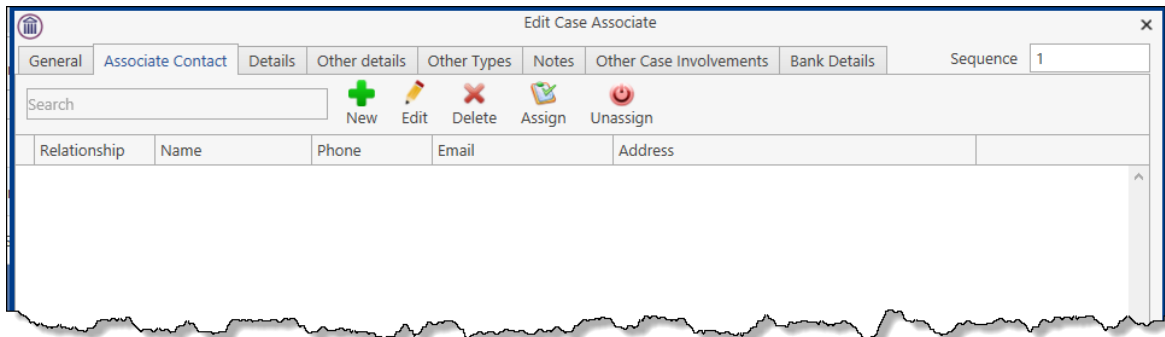 Edit Case Associate
General Associate Contact Details Other details Other Types Notes Other Case Involvements Bank Details Sequence 1
Search New Edit Delete Assign Unassign
Relationship Name Phone Email Address